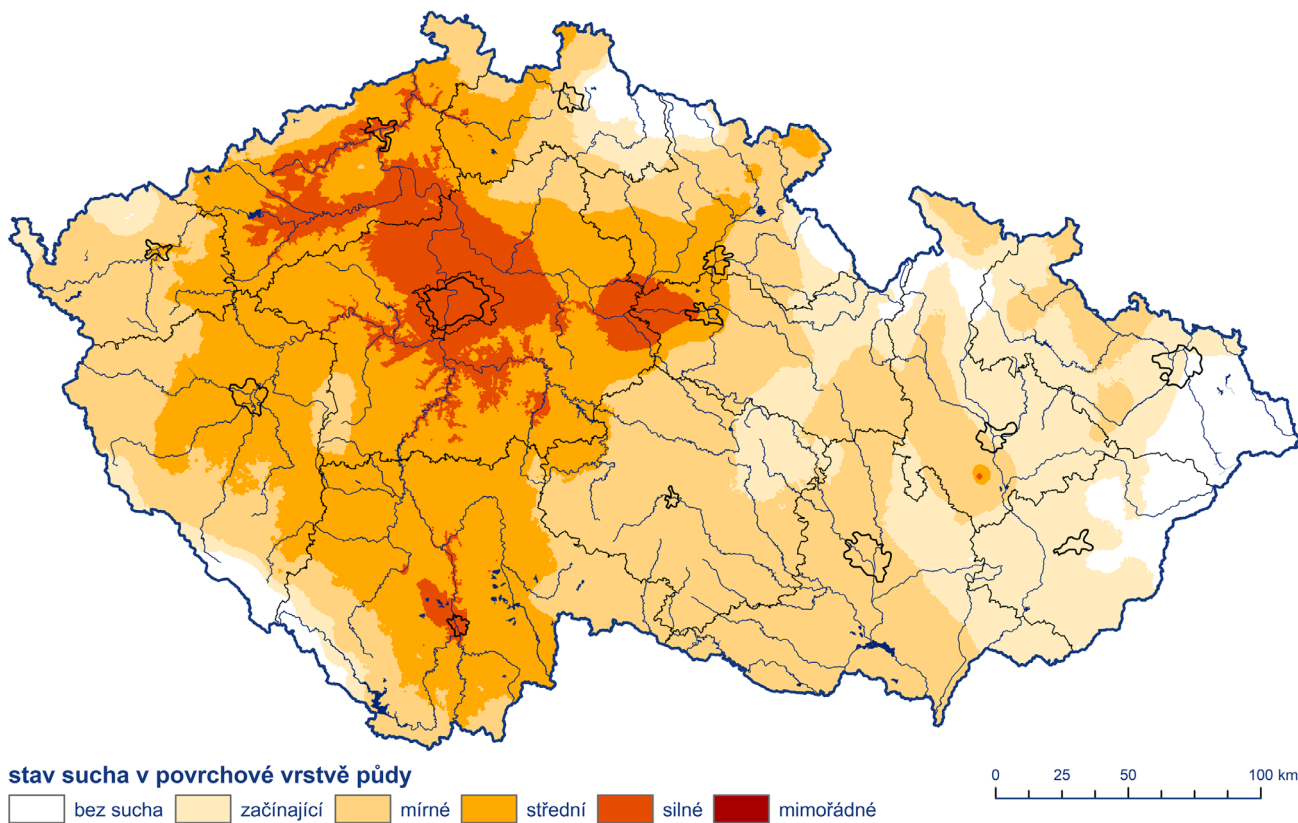 stav sucha v povrchové vrstvě půdy
bez sucha začínající mírné střední silné mimořádné
0 25 50 100 km